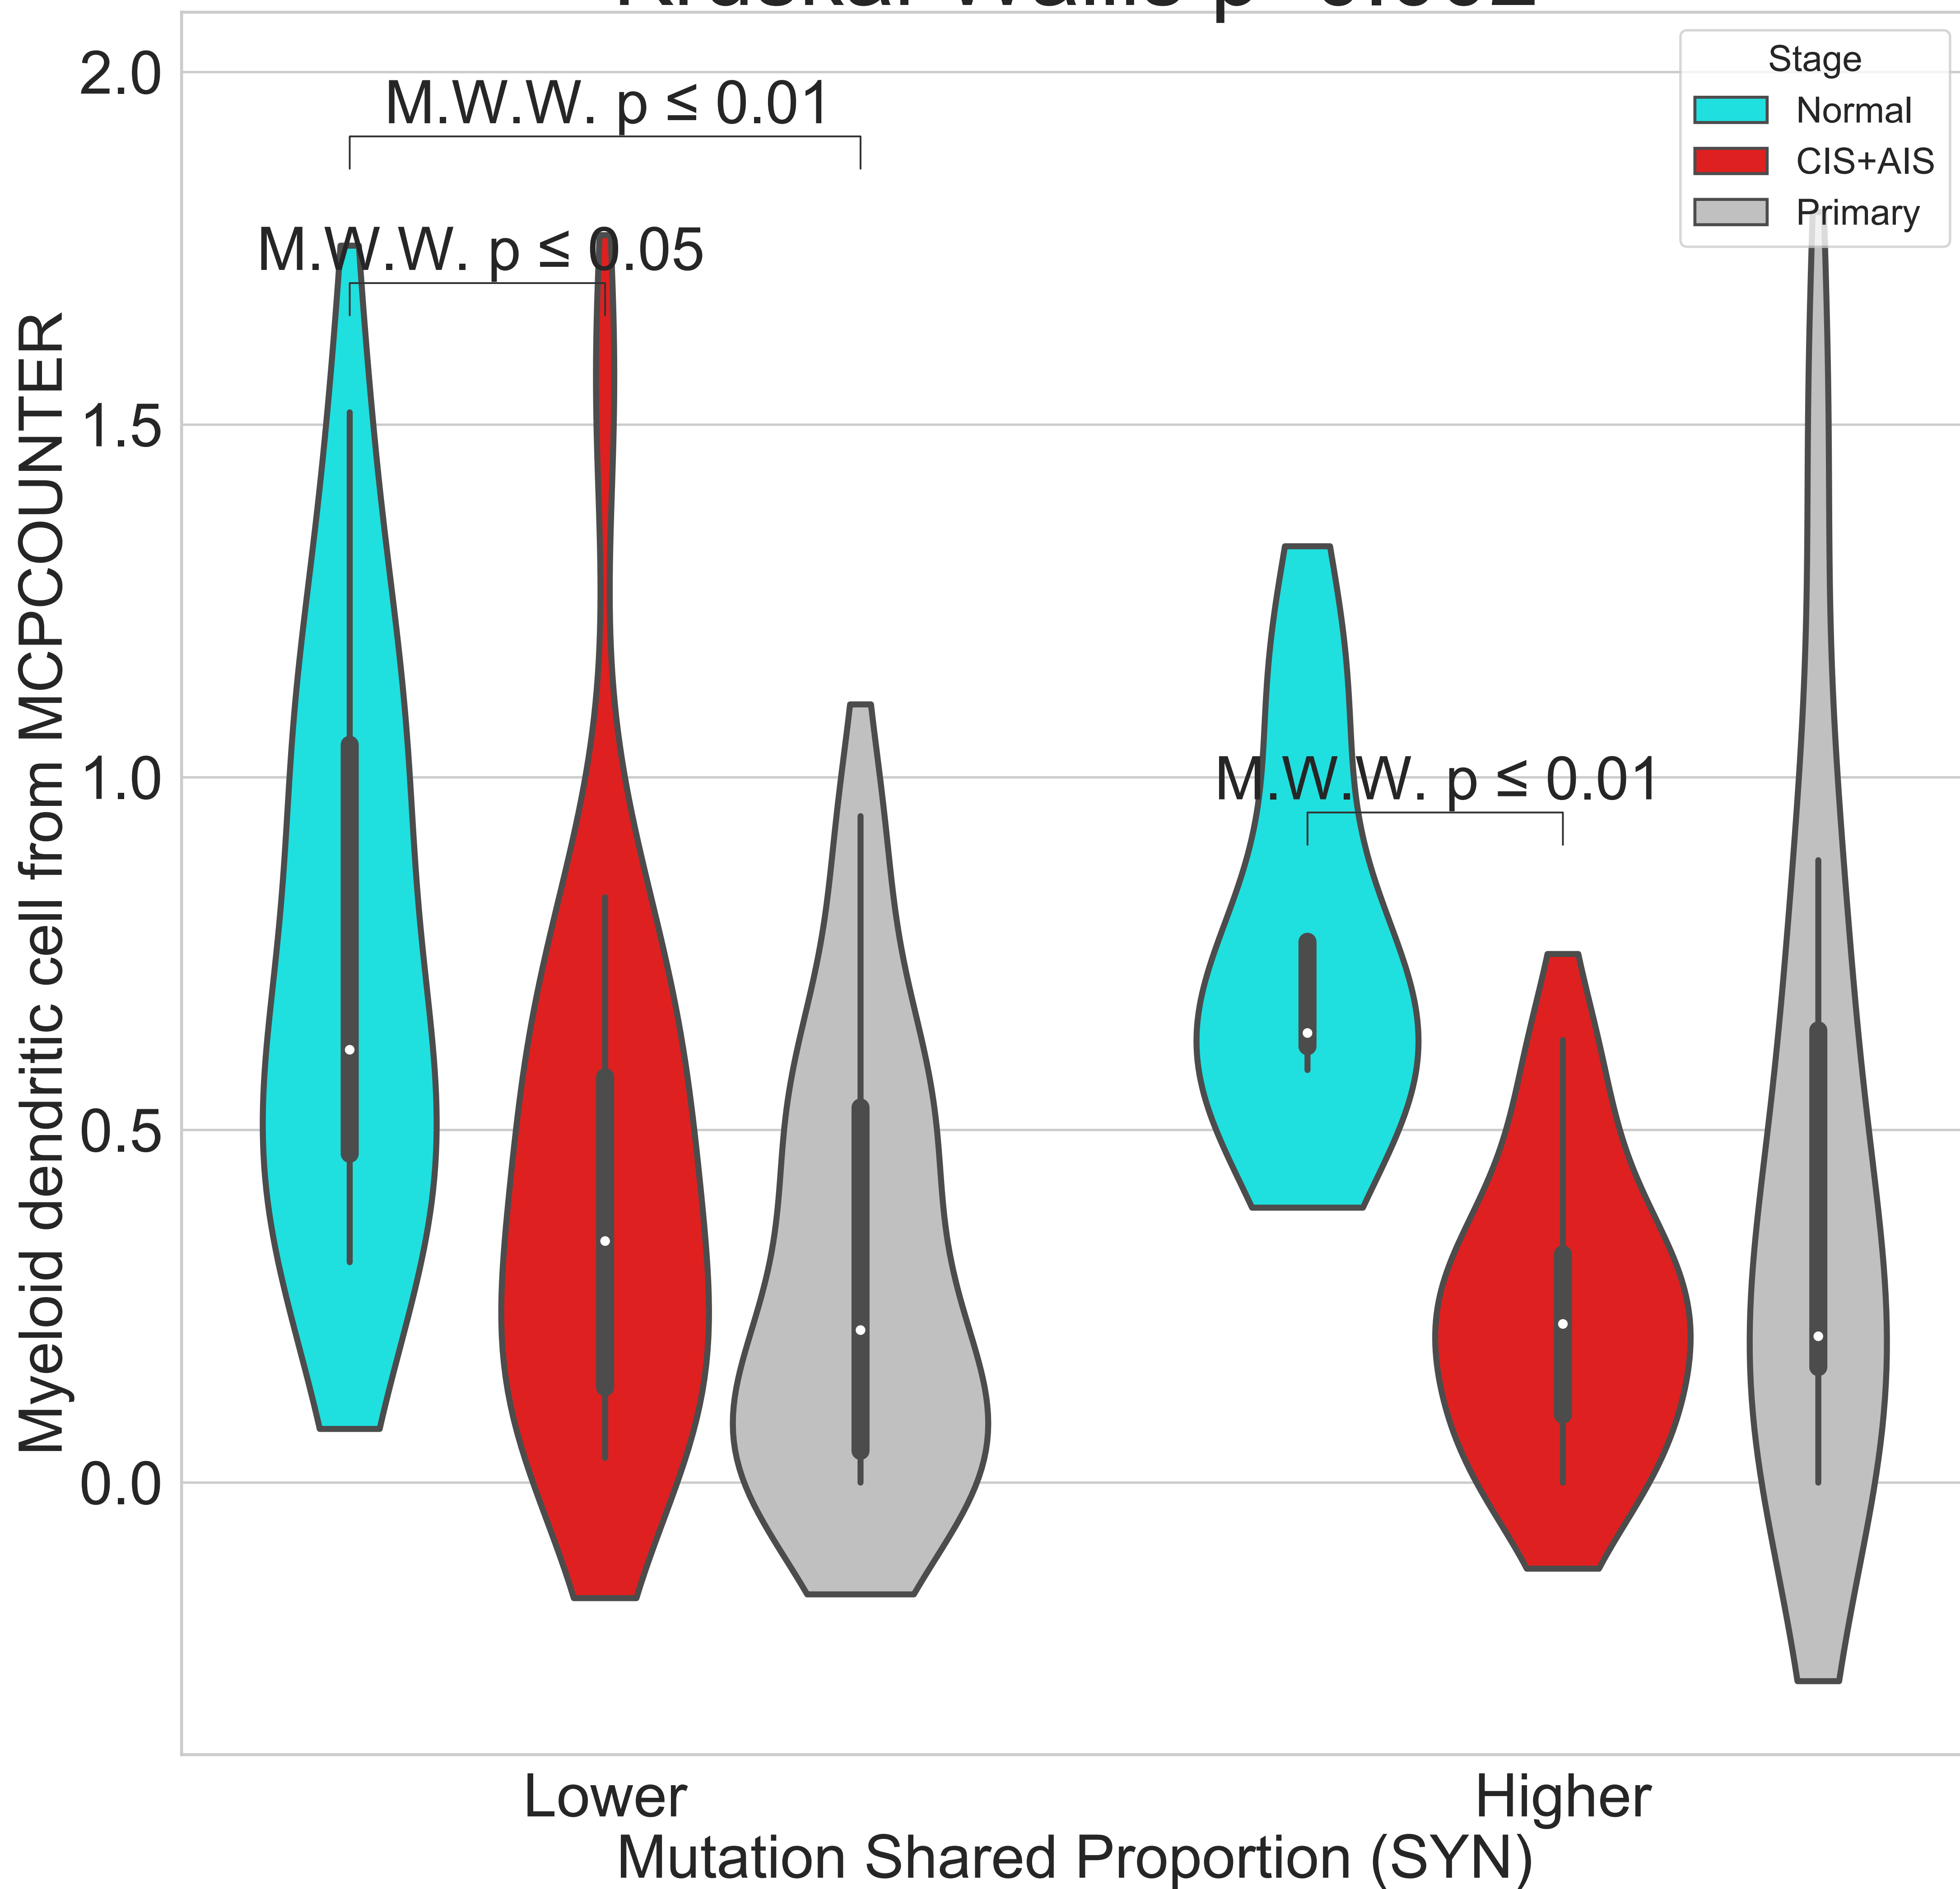 2.0
1.5
1.0
0.5
0.0
Myeloid dendritic cell from MCPCOUNTER
M.W.W. p ≤ 0.01
M.W.W. p ≤ 0.05
M.W.W. p ≤ 0.01
Stage
Normal
CIS+AIS
Primary
Lower
Higher
Mutation Shared Proportion (SYN)